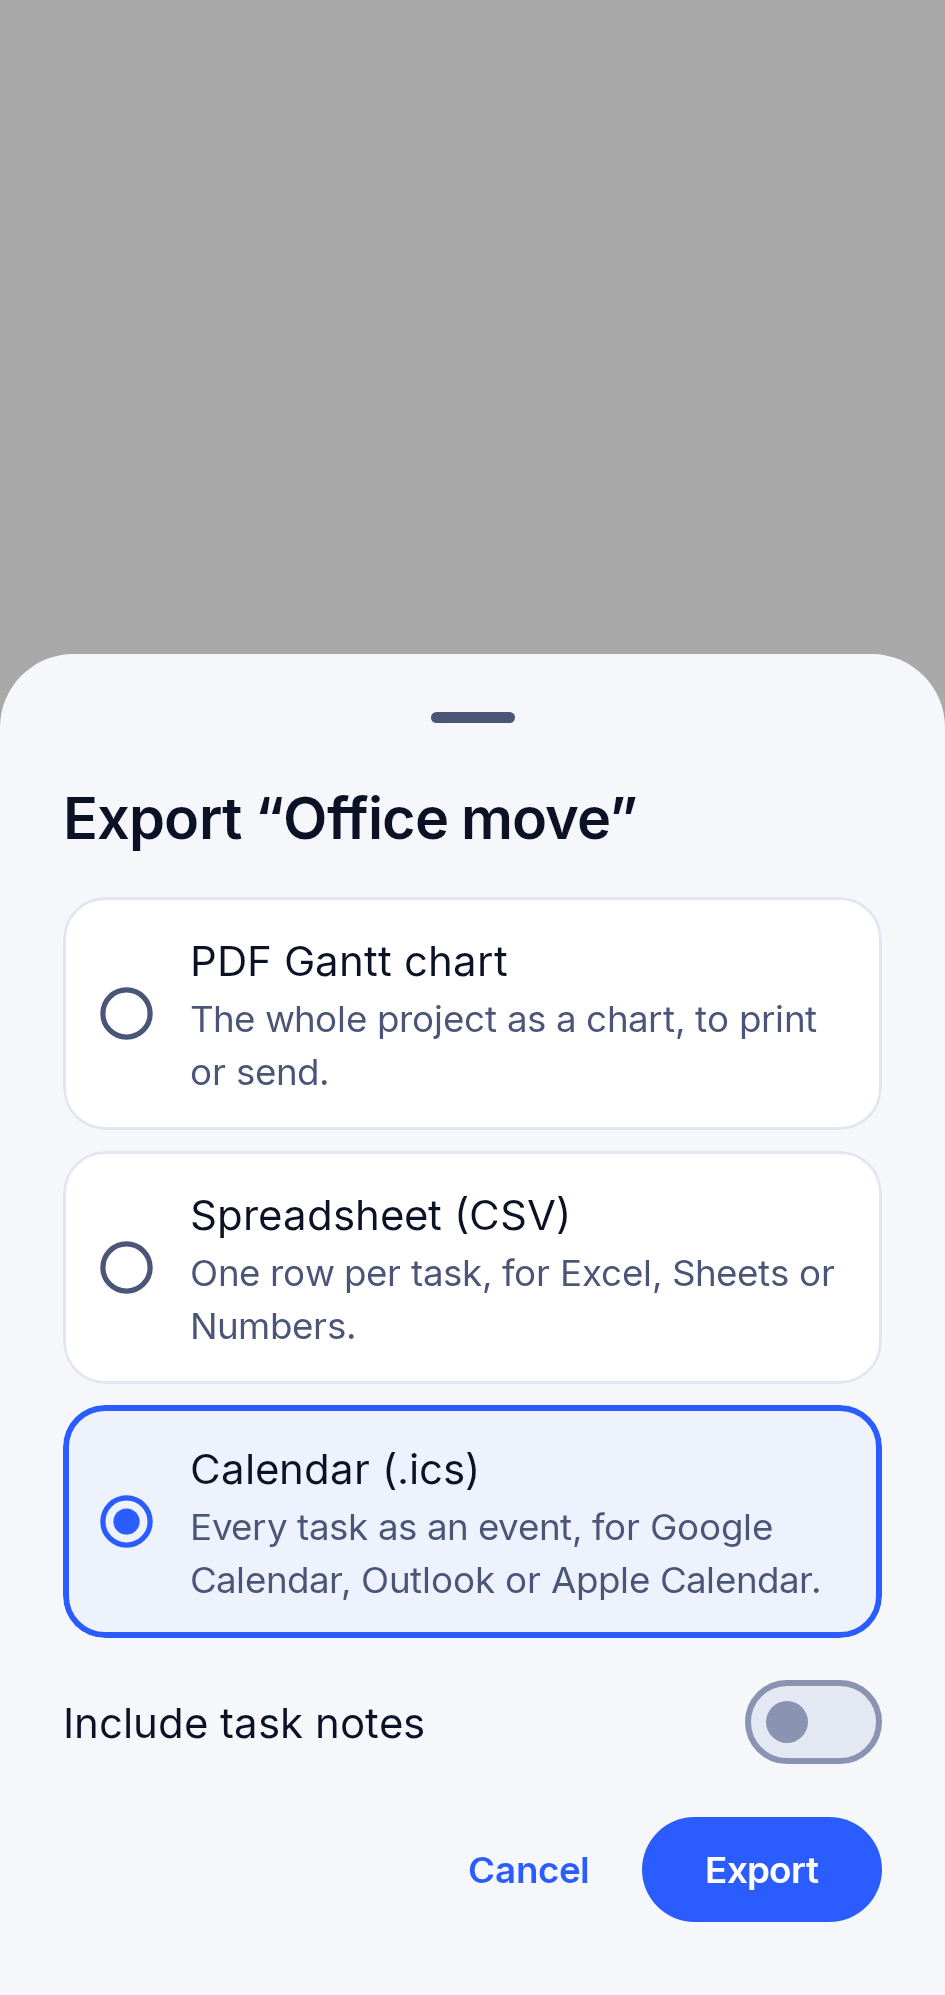 Export “Office move”
PDF Gantt chart
The whole project as a chart, to print
or send.
Spreadsheet (CSV)
One row per task, for Excel, Sheets or
Numbers.
Calendar (.ics)
Every task as an event, for Google
Calendar, Outlook or Apple Calendar.
Include task notes
Cancel
Export